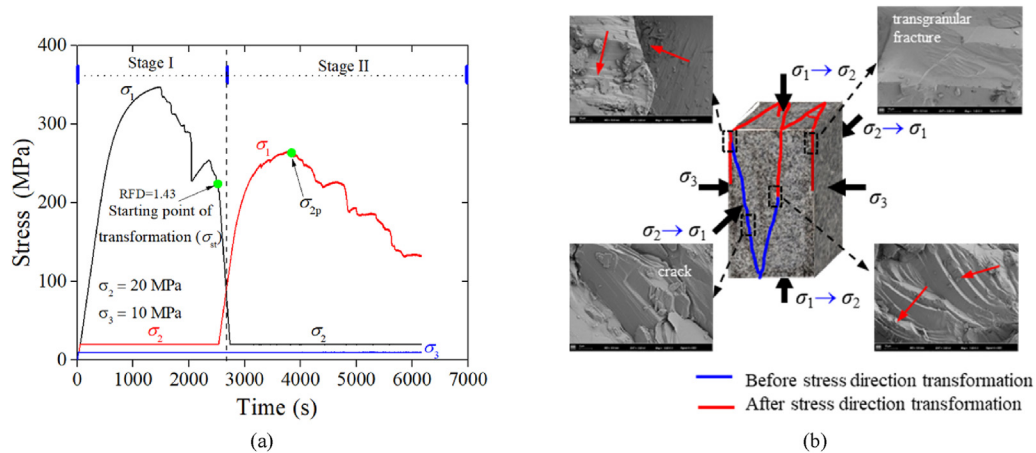 (b)
400
Stage I
Stage II
σ1
300
σ1
200
RFD=1.43
Starting point of
transformation (σst)
σ2p
100
σ2 = 20 MPa
σ3 = 10 MPa
σ2
σ2
σ3
0
0 1000 2000 3000 4000 5000 6000 7000
Stress (MPa)
Time (s)
(a)
transgranular
fracture
σ1→ σ2
σ2→ σ1
σ3
σ3
σ2→ σ1
crack
σ1→ σ2
Before stress direction transformation
After stress direction transformation
(b)